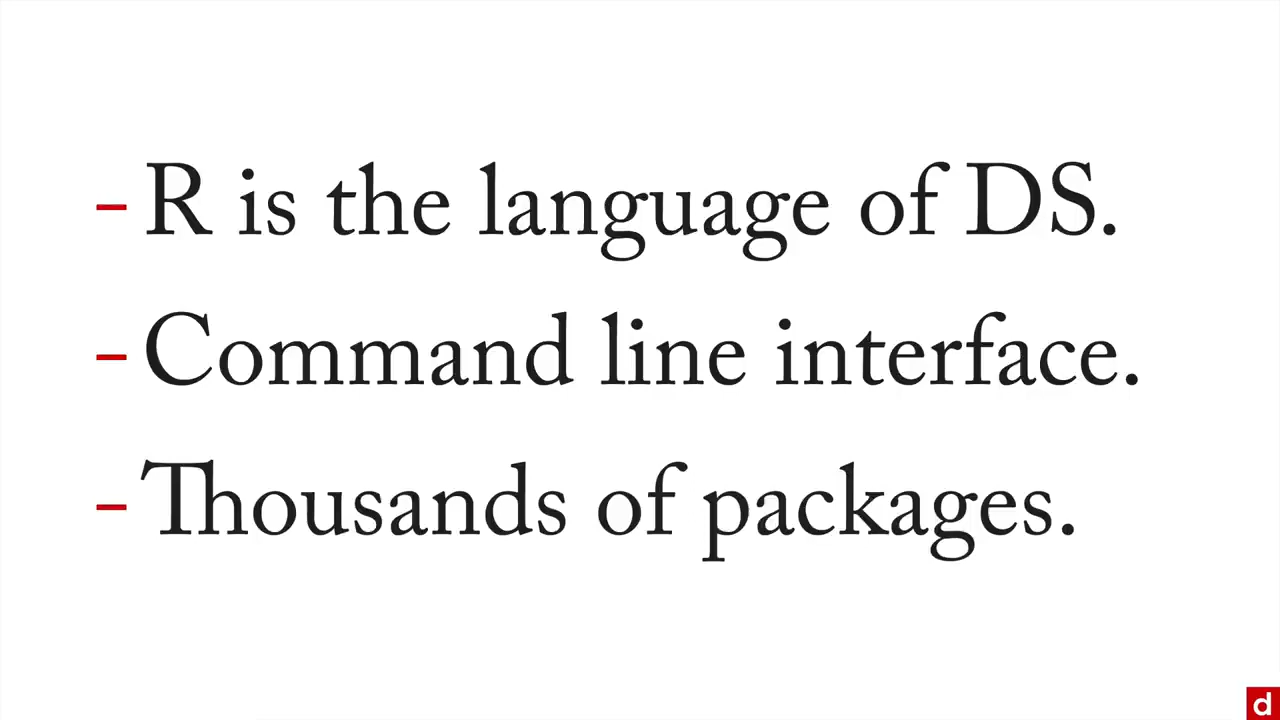 - R is the language of DS.
- Command line interface.
- Thousands of packages.
d